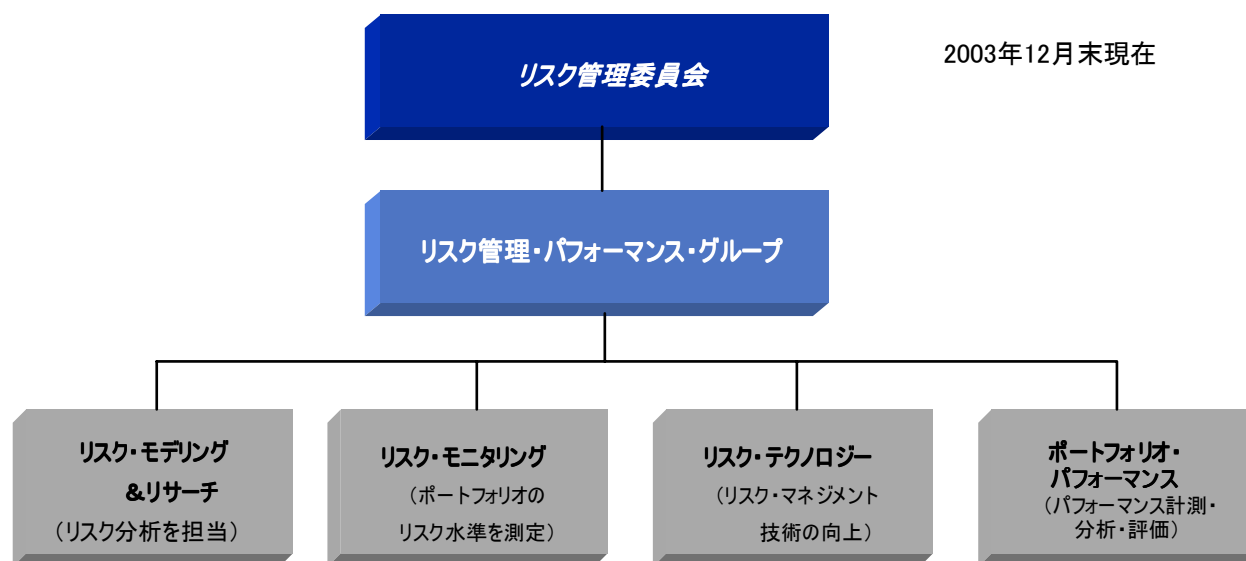 リスク管理委員会
2003年12月末現在
リスク管理・パフォーマンス・グループ
リスク・モデリング
&リサーチ
(リスク分析を担当)
リスク・モニタリング
(ポートフォリオの
リスク水準を測定)
リスク・テクノロジー
(リスク・マネジメント
技術の向上)
ポートフォリオ・
パフォーマンス
(パフォーマンス計測・
分析・評価)